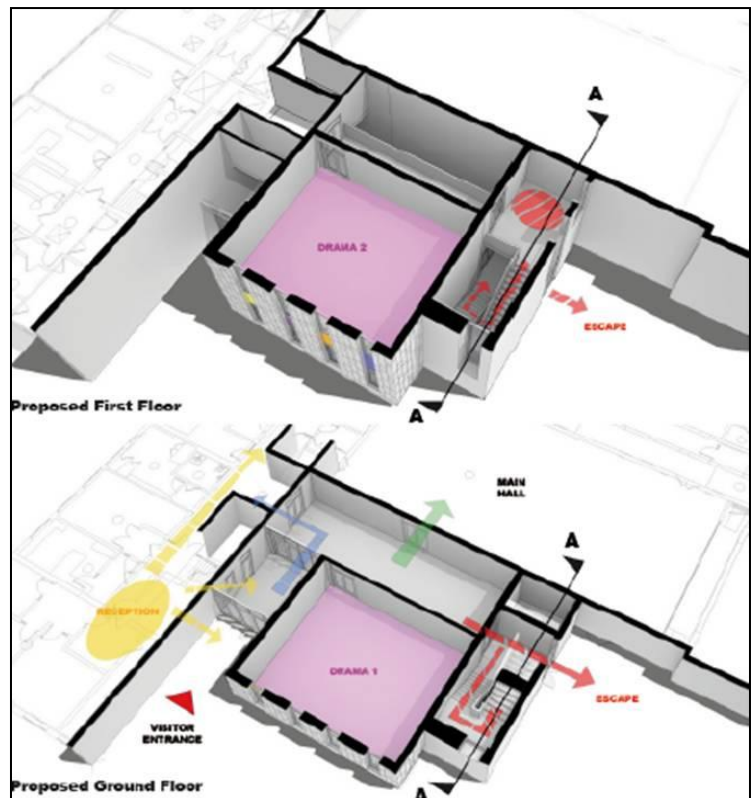 A
DRAMA 2
ESCAPE
A
Proposed First Floor
MAIN
HALL
A
RECEPTION
DRAMA 1
ESCAPE
VISITOR
ENTRANCE
Proposed Ground Floor
A